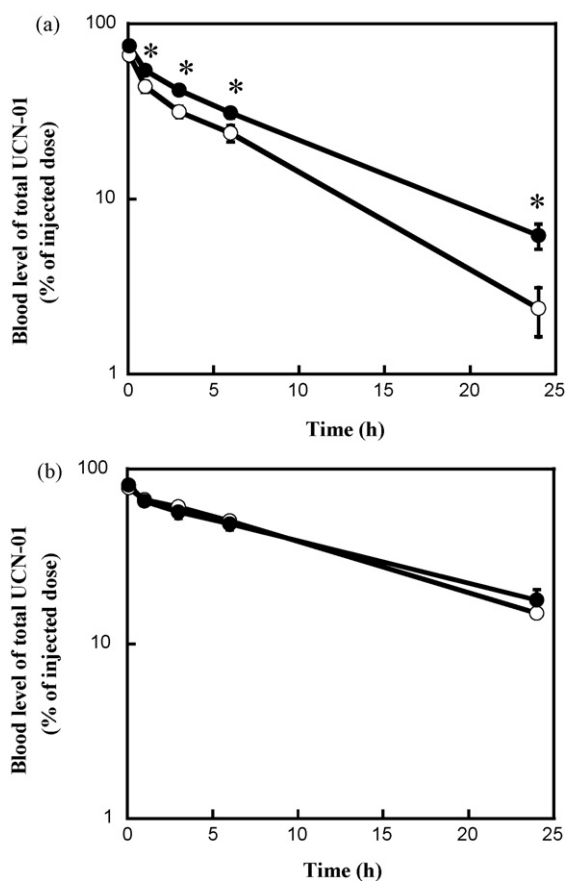 (a)
100
*
*
*
10
*
1
0 5 10 15 20 25
Time (h)
Blood level of total UCN-01
(% of injected dose)
(b)
100
10
1
0 5 10 15 20 25
Time (h)
Blood level of total UCN-01
(% of injected dose)